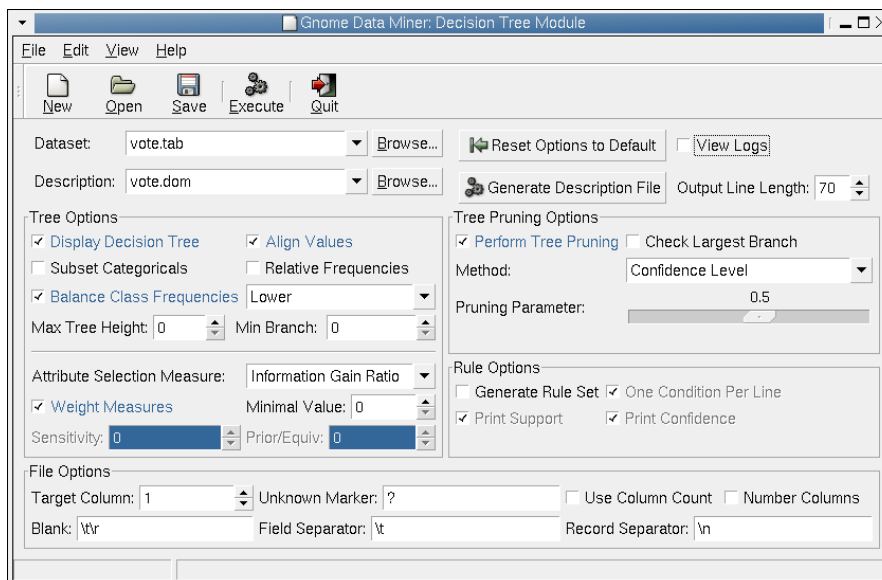 Gnome Data Miner: Decision Tree Module
File Edit View Help
New Open Save Execute Quit
Dataset: vote.tab Browse... Reset Options to Default View Logs
Description: vote.dom Browse... Generate Description File Output Line Length: 70
Tree Options
Display Decision Tree Align Values
Subset Categoricals Relative Frequencies
Balance Class Frequencies Lower
Max Tree Height: 0 Min Branch: 0
Attribute Selection Measure: Information Gain Ratio
Weight Measures Minimal Value: 0
Sensitivity: 0 Prior/Equiv: 0
Tree Pruning Options
Perform Tree Pruning Check Largest Branch
Method: Confidence Level
0.5
Pruning Parameter:
Rule Options
Generate Rule Set One Condition Per Line
Print Support Print Confidence
File Options
Target Column: 1 Unknown Marker: ? Use Column Count Number Columns
Blank: \t\r Field Separator: \t Record Separator: \n